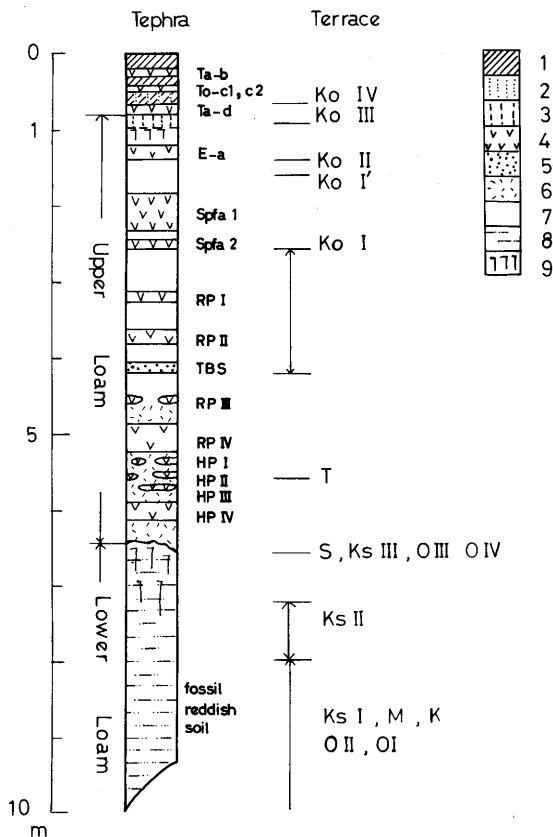 Tephra
Terrace
0
1
5
10
m
Upper
Loam
Lower
Loam
Ta-b
To-c1, c2
Ta-d
E-a
Spfa 1
Spfa 2
RP I
RP II
TBS
RP III
RP IV
HP I
HP II
HP III
HP IV
fossil
reddish
soil
Ko IV
Ko III
Ko II
Ko I'
Ko I
T
S, Ks III, O III O IV
Ks II
Ks I, M, K
O II, O I
1
2
3
4
5
6
7
8
9